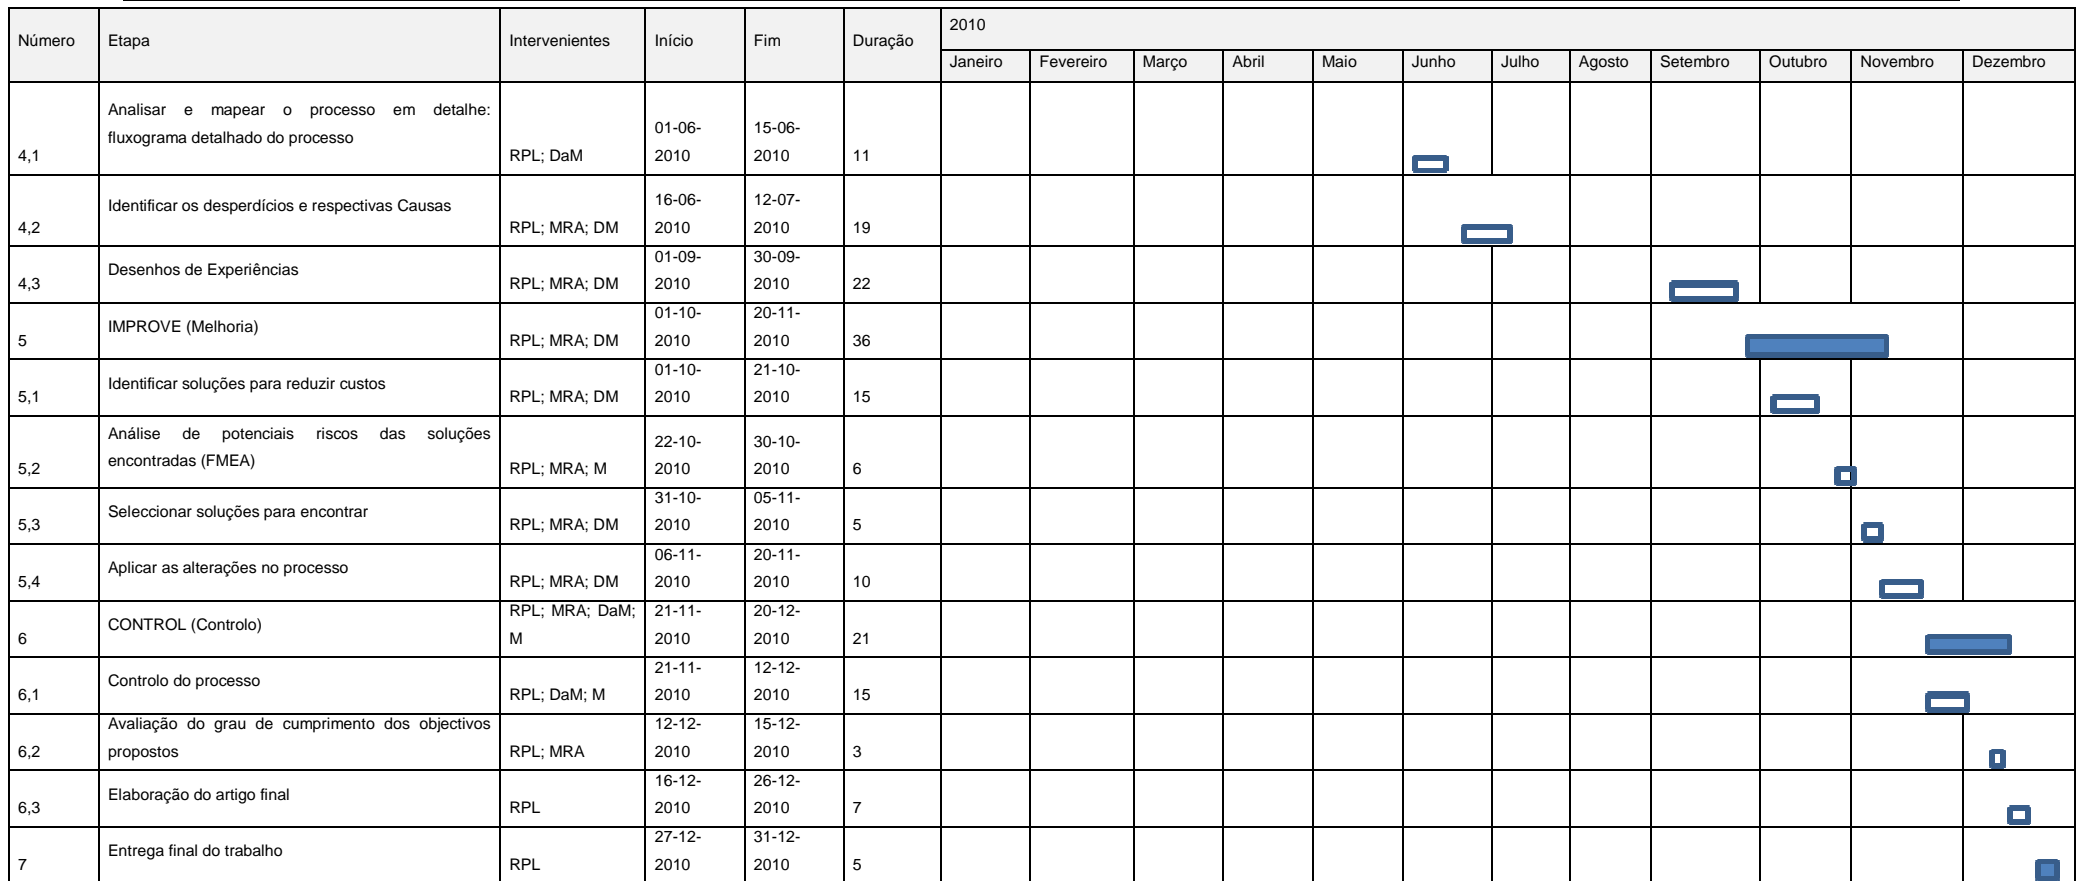 2010
Número Etapa Intervenientes Início Fim Duração
Janeiro Fevereiro Março Abril Maio Junho Julho Agosto Setembro Outubro Novembro Dezembro
Analisar e mapear o processo em detalhe:
fluxograma detalhado do processo
01-06- 15-06-
4,1 RPL; DaM 2010 2010 11
Identificar os desperdícios e respectivas Causas
16-06- 12-07-
4,2 RPL; MRA; DM 2010 2010 19
01-09- 30-09-
Desenhos de Experiências
4,3 RPL; MRA; DM 2010 2010 22
01-10- 20-11-
IMPROVE (Melhoria)
5 RPL; MRA; DM 2010 2010 36
01-10- 21-10-
Identificar soluções para reduzir custos
5,1 RPL; MRA; DM 2010 2010 15
Análise de potenciais riscos das soluções
22-10- 30-10-
encontradas (FMEA)
5,2 RPL; MRA; M 2010 2010 6
31-10- 05-11-
Seleccionar soluções para encontrar
5,3 RPL; MRA; DM 2010 2010 5
06-11- 20-11-
Aplicar as alterações no processo
5,4 RPL; MRA; DM 2010 2010 10
RPL; MRA; DaM; 21-11- 20-12-
CONTROL (Controlo)
6 M 2010 2010 21
21-11- 12-12-
Controlo do processo
6,1 RPL; DaM; M 2010 2010 15
Avaliação do grau de cumprimento dos objectivos 12-12- 15-12-
6,2 propostos RPL; MRA 2010 2010 3
16-12- 26-12-
Elaboração do artigo final
6,3 RPL 2010 2010 7
27-12- 31-12-
Entrega final do trabalho
7 RPL 2010 2010 5